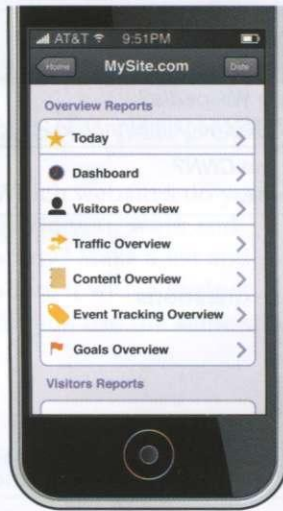 AT&T 9:51PM
Home MySite.com Date
Overview Reports
Today
Dashboard
Visitors Overview
Traffic Overview
Content Overview
Event Tracking Overview
Goals Overview
Visitors Reports